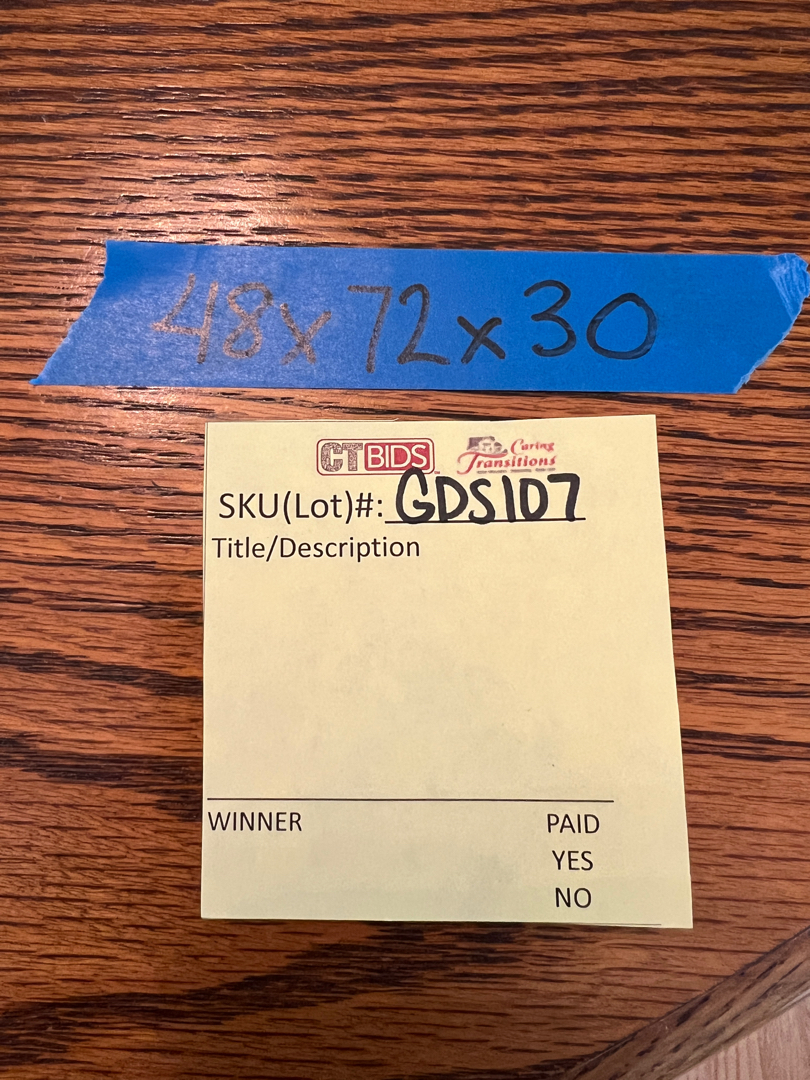 48x72x30
CTBIDS Caring
Transitions
SKU(Lot)#: GDS107
Title/Description
WINNER PAID
YES
NO